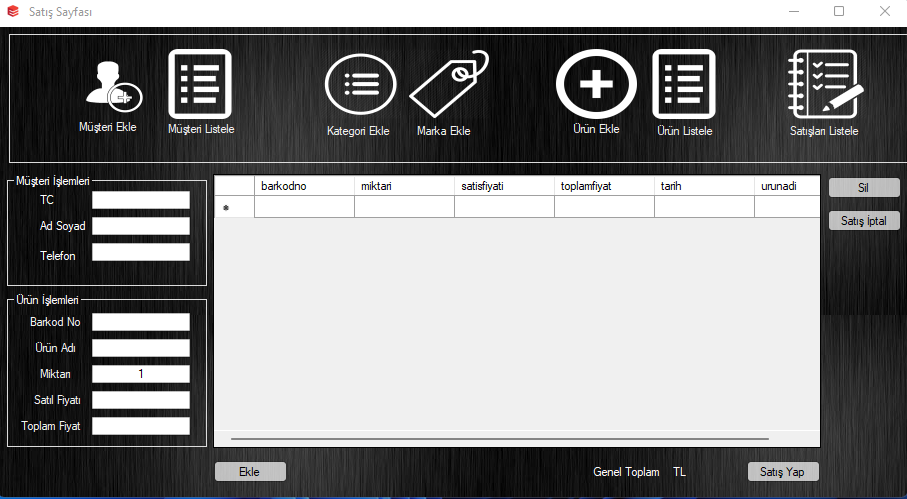 Satış Sayfası
Müşteri Ekle
Müşteri Listele
Kategori Ekle
Marka Ekle
Ürün Ekle
Ürün Listele
Satışları Listele
Müşteri İşlemleri
TC
Ad Soyad
Telefon
Ürün İşlemleri
Barkod No
Ürün Adı
Miktarı 1
Satıl Fiyatı
Toplam Fiyat
barkodno miktari satisfiyati toplamfiyat tarih urunadi
*
Sil
Satış İptal
Ekle
Genel Toplam TL
Satış Yap